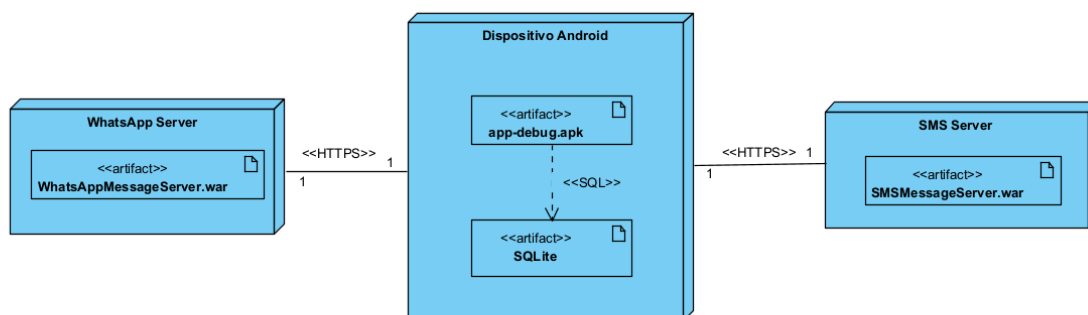 WhatsApp Server
<<artifact>>
WhatsAppMessageServer.war
<<HTTPS>>
1
1
Dispositivo Android
<<artifact>>
app-debug.apk
<<SQL>>
<<artifact>>
SQLite
<<HTTPS>>
1
1
SMS Server
<<artifact>>
SMSMessageServer.war